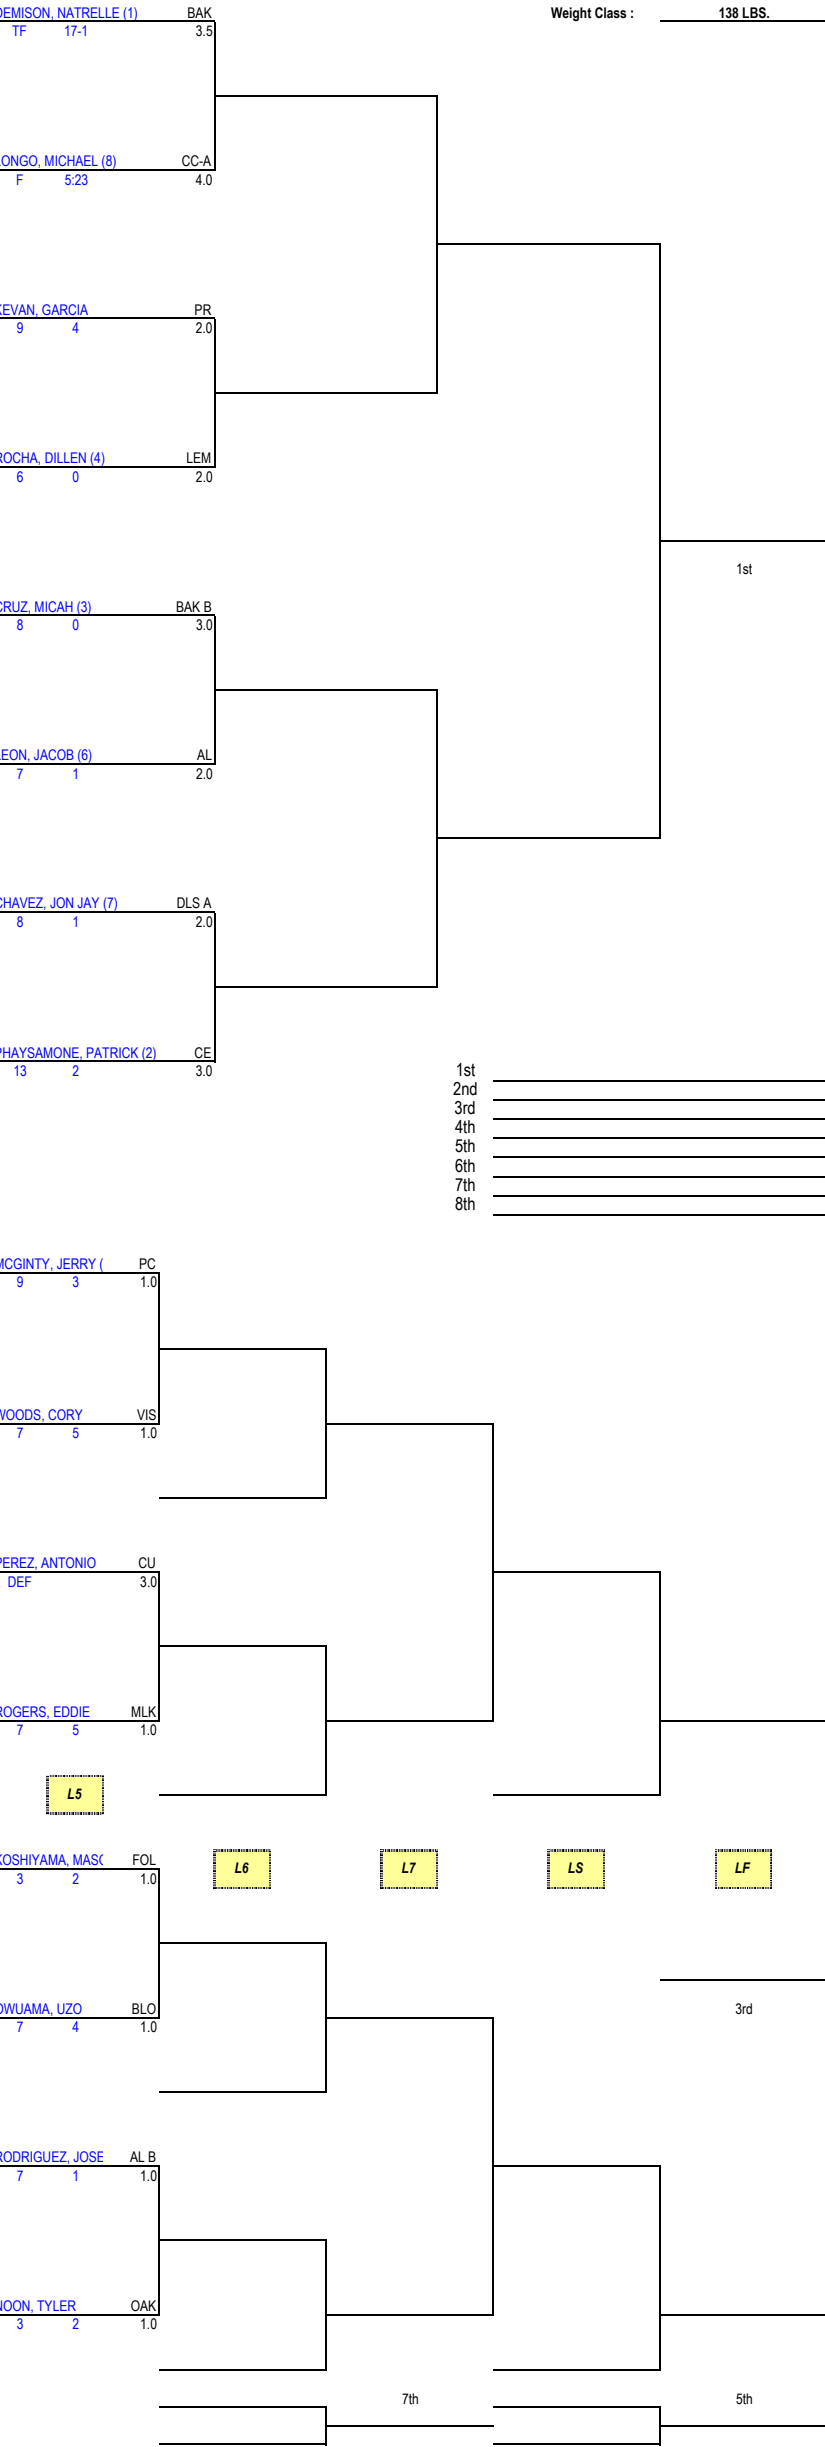 DEMISON, NATRELLE (1) BAK Weight Class : 138 LBS.
TF 17-1 3.5
LONGO, MICHAEL (8) CC-A
F 5:23 4.0
KEVAN, GARCIA PR
9 4 2.0
ROCHA, DILLEN (4) LEM
6 0 2.0
1st
CRUZ, MICAH (3) BAK B
8 0 3.0
LEON, JACOB (6) AL
7 1 2.0
CHAVEZ, JON JAY (7) DLS A
8 1 2.0
PHAYSAMONE, PATRICK (2) CE
13 2 3.0
1st
2nd
3rd
4th
5th
6th
7th
8th
MCGINTY, JERRY ( PC
9 3 1.0
WOODS, CORY VIS
7 5 1.0
PEREZ, ANTONIO CU
DEF 3.0
ROGERS, EDDIE MLK
7 5 1.0
L5
KOSHIYAMA, MASO FOL
3 2 1.0
L6 L7 LS LF
OWUAMA, UZO BLO
7 4 1.0
3rd
RODRIGUEZ, JOSE AL B
7 1 1.0
NOON, TYLER OAK
3 2 1.0
7th 5th